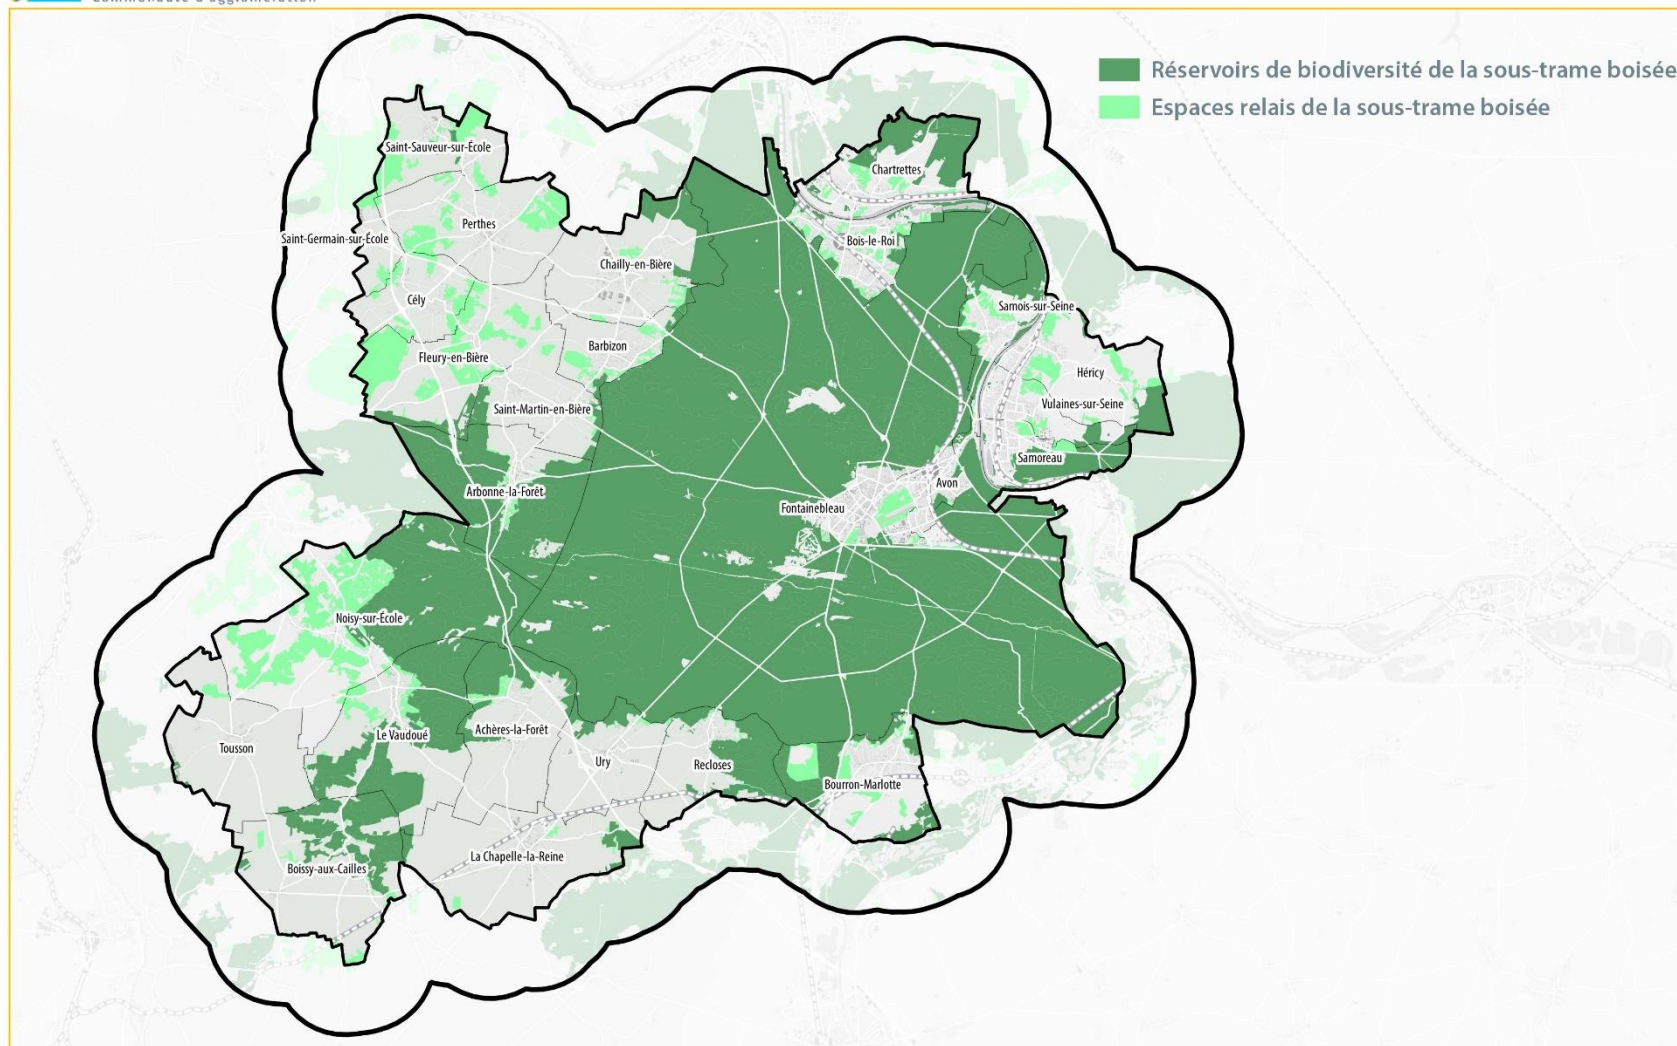 Communauté d'agglomération
Réservoirs de biodiversité de la sous-trame boisée
Espaces relais de la sous-trame boisée
Saint-Sauveur-sur-École
Chartrettes
Perthes
Saint-Germain-sur-École
Bois-le-Roi
Chailly-en-Bière
Cély
Samois-sur-Seine
Barbizon
Fleury-en-Bière
Héricy
Vulaines-sur-Seine
Saint-Martin-en-Bière
Samoreau
Avon
Arbonne-la-Forêt
Fontainebleau
Noisy-sur-École
Achères-la-Forêt
Le Vaudoué
Tousson
Ury
Recloses
Bourron-Marlotte
La Chapelle-la-Reine
Boissy-aux-Cailles